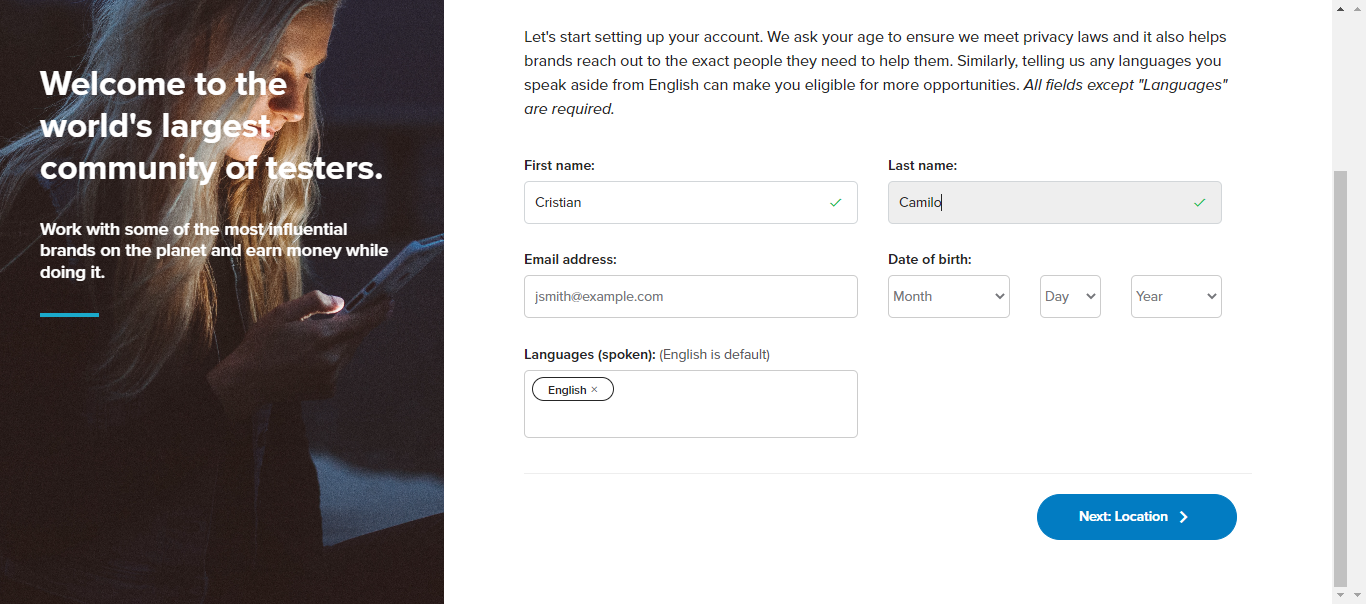 Welcome to the
world's largest
community of testers.
Work with some of the most influential
brands on the planet and earn money while
doing it.
Let's start setting up your account. We ask your age to ensure we meet privacy laws and it also helps
brands reach out to the exact people they need to help them. Similarly, telling us any languages you
speak aside from English can make you eligible for more opportunities. All fields except "Languages"
are required.
First name:
Last name:
Cristian
Camilo
Email address:
Date of birth:
jsmith@example.com
Month
Day
Year
Languages (spoken): (English is default)
English ×
Next: Location